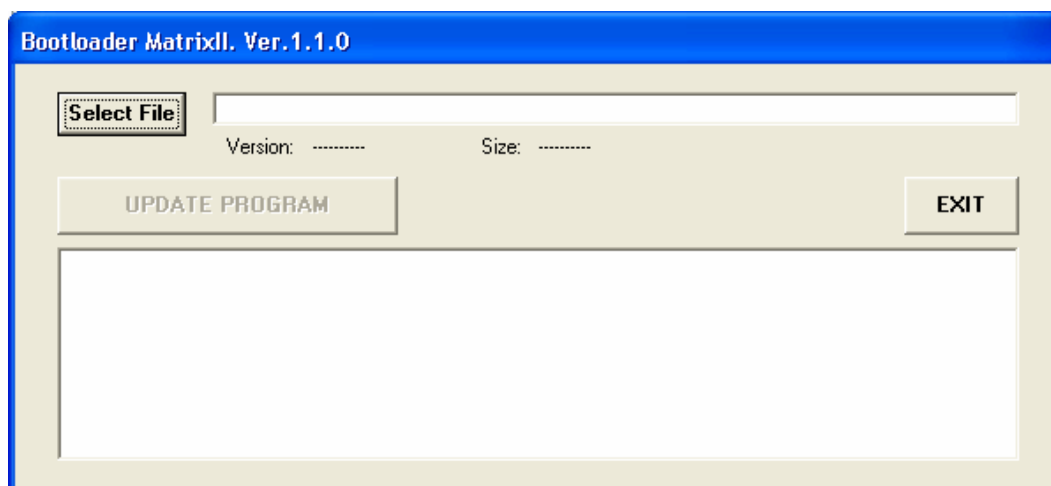 Bootloader MatrixII. Ver.1.1.0
Select File
Version: ---------- Size: ----------
UPDATE PROGRAM EXIT